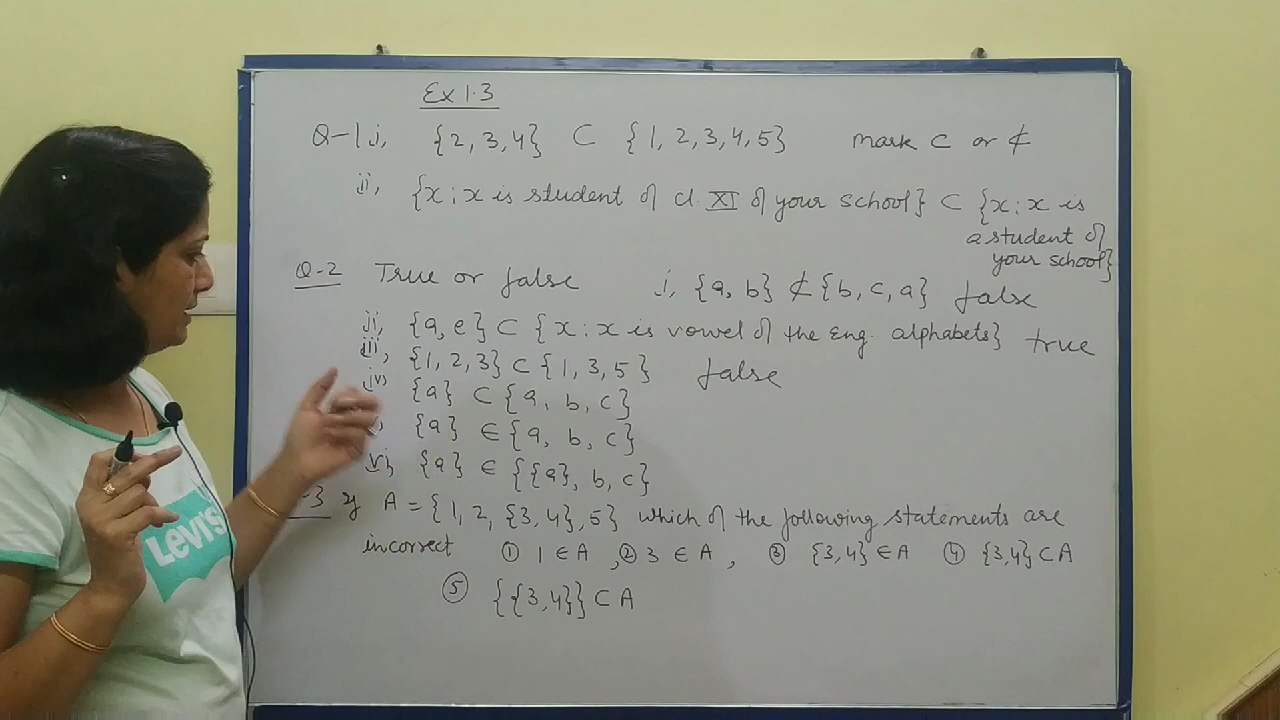 Ex 1.3
Q-1 i, {2, 3, 4} ⊂ {1, 2, 3, 4, 5} mark ⊂ or ⊄
ii, {x : x is student of cl. XI of your school} ⊂ {x : x is
a student of
your school}
Q-2 True or false i, {a, b} ⊄ {b, c, a} false
ii, {a, e} ⊂ {x : x is vowel of the Eng. alphabets} true
iii, {1, 2, 3} ⊂ {1, 3, 5} false
iv) {a} ⊂ {a, b, c}
{a} ∈ {a, b, c}
vi, {a} ∈ {{a}, b, c}
-3 If A = {1, 2, {3, 4}, 5} which of the following statements are
incorrect ① 1 ∈ A , ② 3 ∈ A , ③ {3, 4} ∈ A ④ {3, 4} ⊂ A
⑤ {{3, 4}} ⊂ A
Levi's